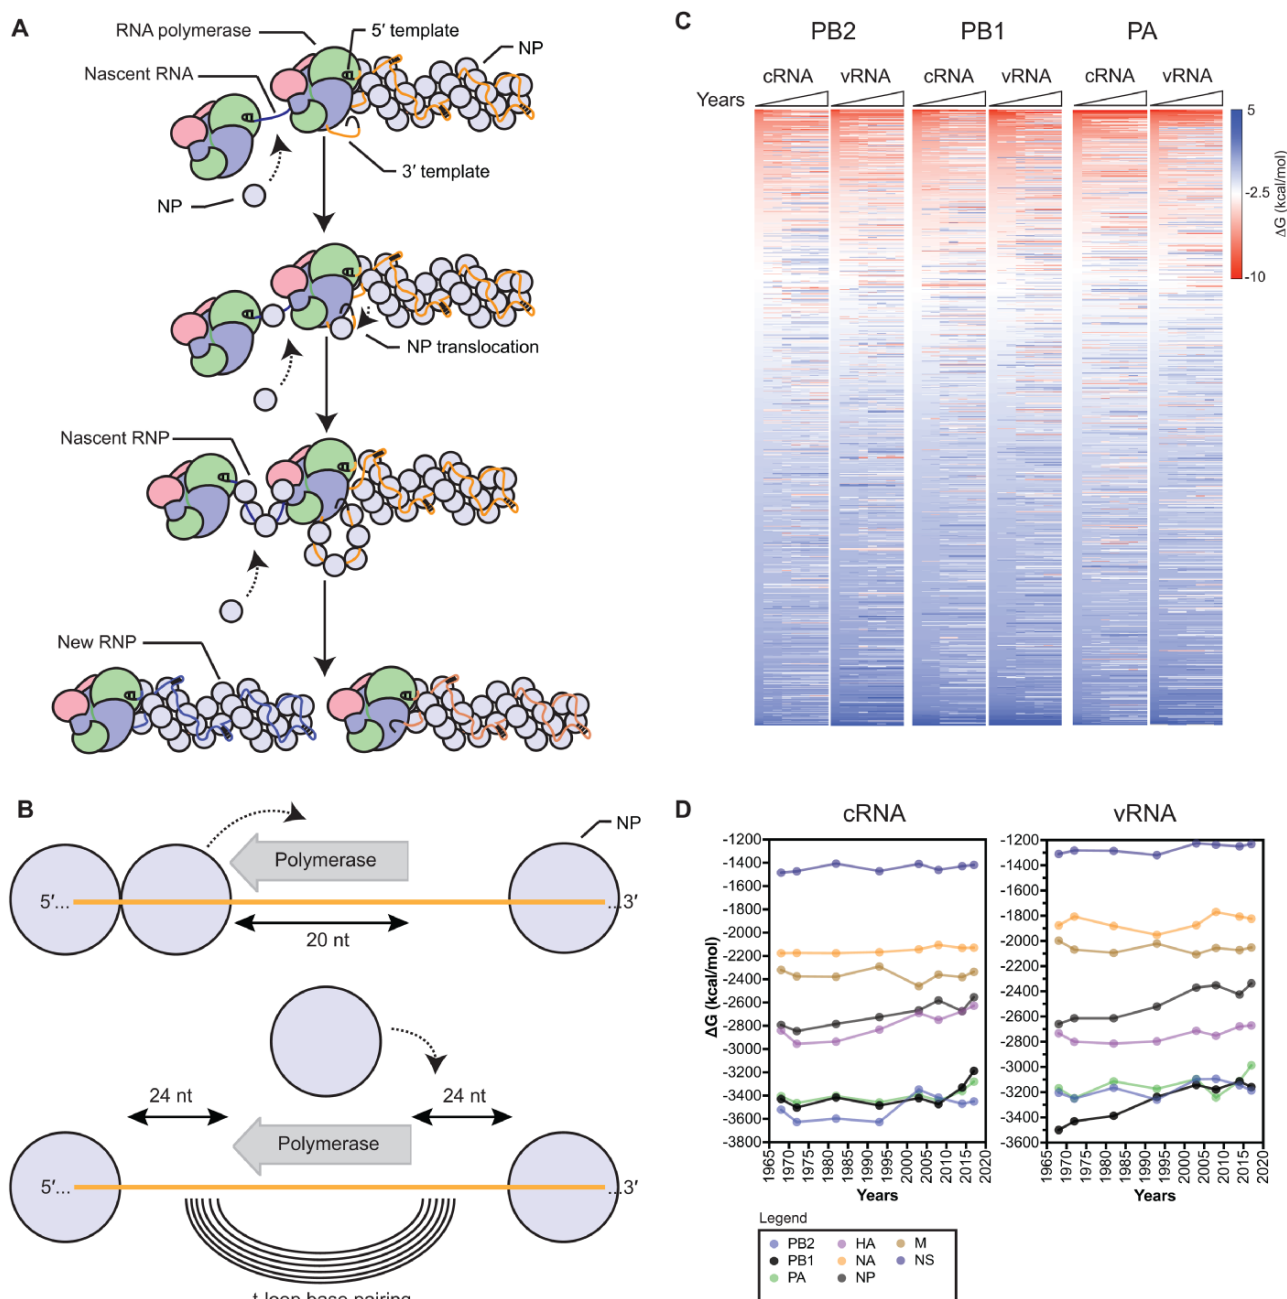 A
RNA polymerase
5′ template
NP
Nascent RNA
3′ template
NP
NP translocation
Nascent RNP
New RNP
B
NP
Polymerase
5′...
...3′
20 nt
24 nt
24 nt
Polymerase
5′...
...3′
t-loop base pairing
C
PB2
PB1
PA
cRNA
vRNA
cRNA
vRNA
cRNA
vRNA
Years
5
-2.5
-10
ΔG (kcal/mol)
D
cRNA
vRNA
ΔG (kcal/mol)
-1200
-1400
-1600
-2000
-2200
-2400
-2600
-2800
-3000
-3200
-3400
-3600
-3800
1965
1970
1980
1985
1990
1995
2000
2005
2010
2015
2020
Years
-1200
-1400
-1600
-1800
-2000
-2200
-2400
-2600
-3000
-3200
-3400
-3600
1965
1970
1980
1985
1990
1995
2000
2005
2010
2015
2020
Years
Legend
PB2
HA
M
PB1
NA
NS
PA
NP